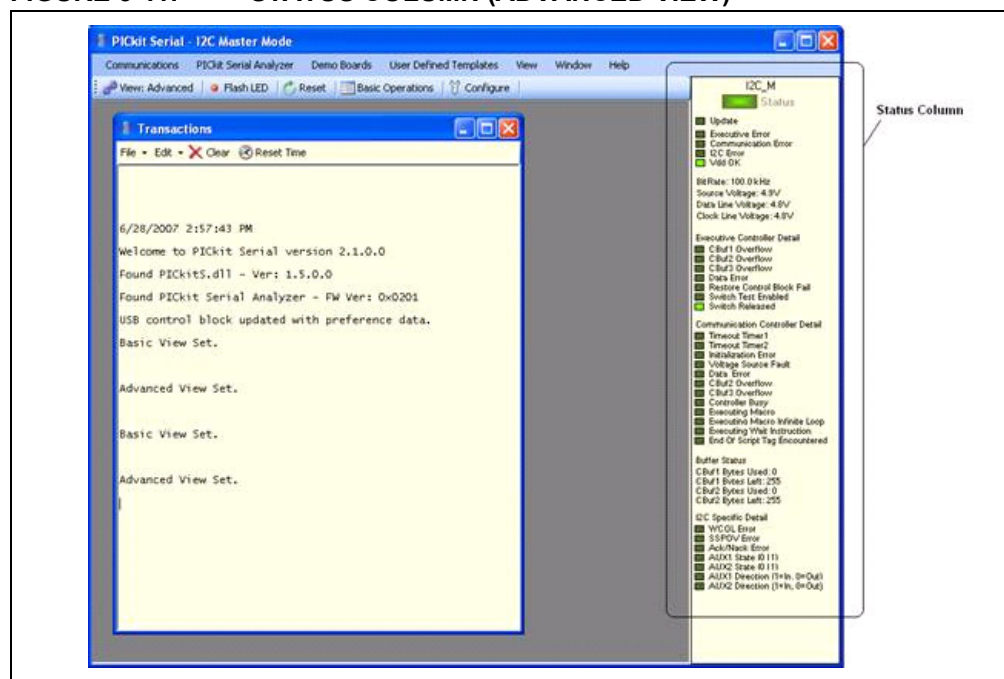 STATUS COLUMN (ADVANCED VIEW)
PICkit Serial - I2C Master Mode
Communications PICkit Serial Analyzer Demo Boards User Defined Templates View Window Help
View: Advanced Flash LED Reset Basic Operations Configure
Transactions
File Edit Clear Reset Time
6/28/2007 2:57:43 PM
Welcome to PICkit Serial version 2.1.0.0
Found PICkitS.dll - Ver: 1.5.0.0
Found PICkit Serial Analyzer - FW Ver: 0x0201
USB control block updated with preference data.
Basic View Set.
Advanced View Set.
Basic View Set.
Advanced View Set.
I2C_M
Status
Update
Executive Error
Communication Error
I2C Error
Vdd OK
BitRate: 100.0 kHz
Source Voltage: 4.9V
Data Line Voltage: 4.8V
Clock Line Voltage: 4.8V
Executive Controller Detail
CBuf1 Overflow
CBuf2 Overflow
CBuf3 Overflow
Data Error
Restore Control Block Fail
Switch Test Enabled
Switch Released
Communication Controller Detail
Timeout Timer1
Timeout Timer2
Initialization Error
Voltage Source Fault
Data Error
CBuf2 Overflow
CBuf3 Overflow
Controller Busy
Executing Macro
Executing Macro Infinite Loop
Executing Wait Instruction
End Of Script Tag Encountered
Buffer Status
CBuf1 Bytes Used: 0
CBuf1 Bytes Left: 255
CBuf2 Bytes Used: 0
CBuf2 Bytes Left: 255
I2C Specific Detail
WCOL Error
SSPOV Error
Ack/Nack Error
AUX1 State (0 | 1)
AUX2 State (0 | 1)
AUX1 Direction (1=In, 0=Out)
AUX2 Direction (1=In, 0=Out)
Status Column